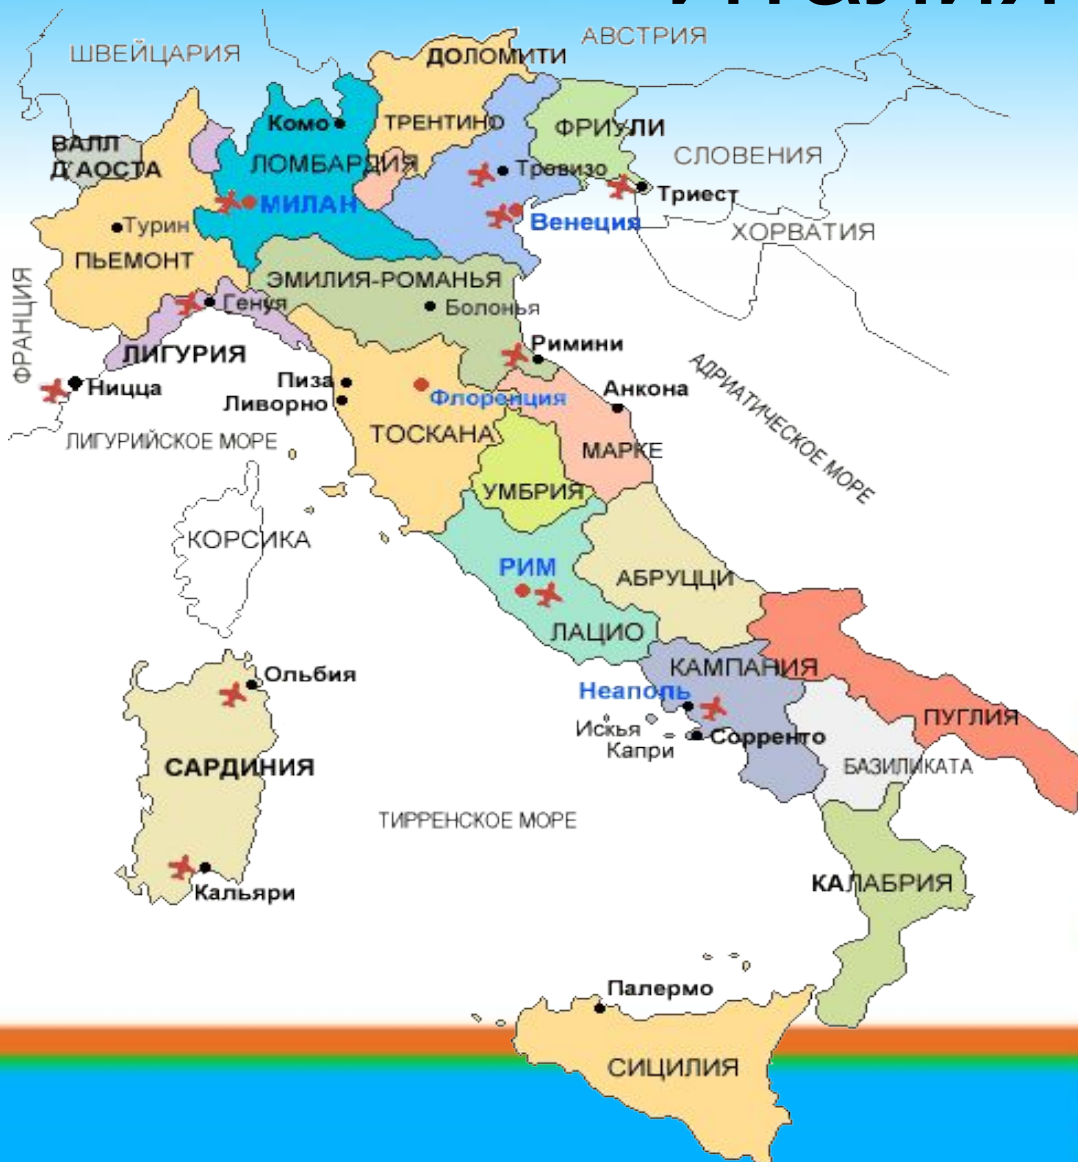 ИТАЛИЯ
ШВЕЙЦАРИЯ
АВСТРИЯ
ДОЛОМИТИ
Комо
ТРЕНТИНО
ФРИУЛИ
ВАЛЛ
Д'АОСТА
ЛОМБАРДИЯ
СЛОВЕНИЯ
Тревизо
Триест
МИЛАН
Венеция
Турин
ХОРВАТИЯ
ПЬЕМОНТ
ЭМИЛИЯ-РОМАНЬЯ
ФРАНЦИЯ
Генуя
Болонья
ЛИГУРИЯ
Римини
Ницца
Пиза
Ливорно
Флоренция
Анкона
АДРИАТИЧЕСКОЕ МОРЕ
ЛИГУРИЙСКОЕ МОРЕ
ТОСКАНА
МАРКЕ
УМБРИЯ
КОРСИКА
РИМ
АБРУЦЦИ
ЛАЦИО
Ольбия
КАМПАНИЯ
Неаполь
Искья
Капри
Сорренто
ПУГЛИЯ
САРДИНИЯ
БАЗИЛИКАТА
ТИРРЕНСКОЕ МОРЕ
Кальяри
КАЛАБРИЯ
Палермо
СИЦИЛИЯ